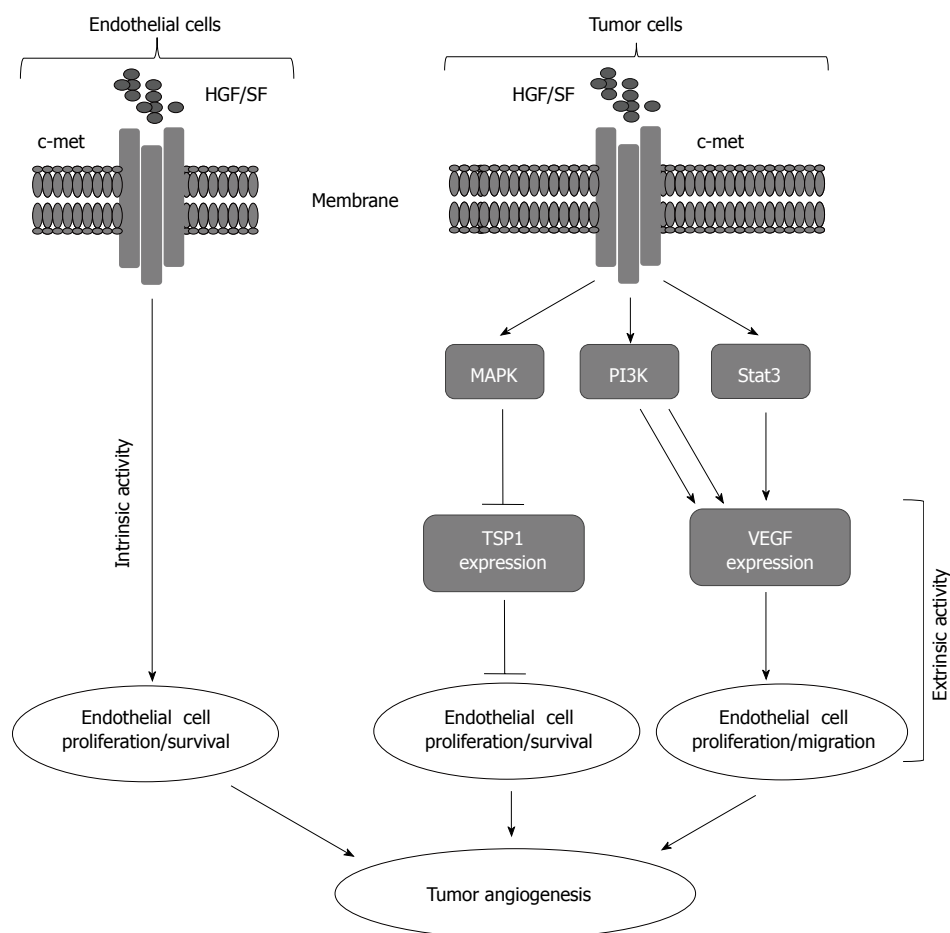 Endothelial cells
Tumor cells
HGF/SF
HGF/SF
c-met
c-met
Membrane
MAPK
PI3K
Stat3
Intrinsic activity
TSP1
expression
VEGF
expression
Extrinsic activity
Endothelial cell
proliferation/survival
Endothelial cell
proliferation/survival
Endothelial cell
proliferation/migration
Tumor angiogenesis